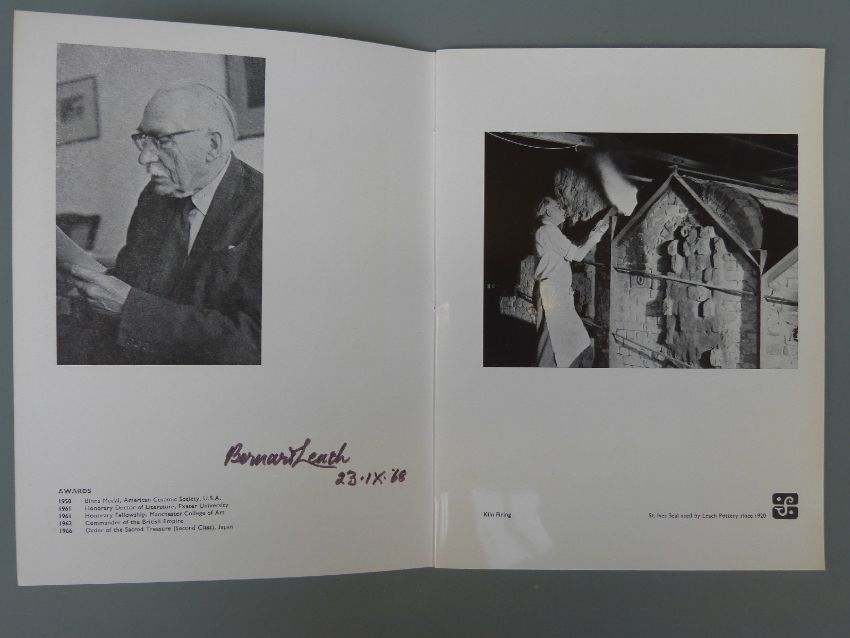 Bernard Leach
23·IX·68
AWARDS
1950 Binns Medal, American Ceramic Society, U.S.A.
1961 Honorary Doctor of Literature, Exeter University
1961 Honorary Fellowship, Manchester College of Art
1962 Commander of the British Empire
1966 Order of the Sacred Treasure (Second Class), Japan
Kiln Firing
St. Ives Seal used by Leach Pottery since 1920